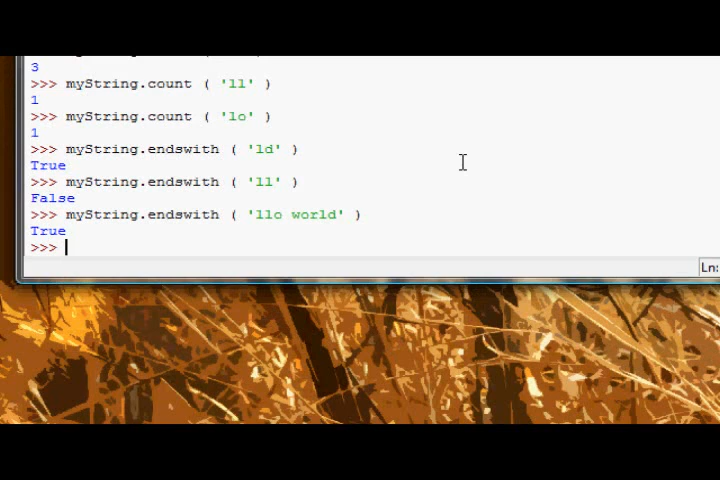 3
>>> myString.count ( 'll' )
1
>>> myString.count ( 'lo' )
1
>>> myString.endswith ( 'ld' )
True
>>> myString.endswith ( 'll' )
False
>>> myString.endswith ( 'llo world' )
True
>>>
Ln: